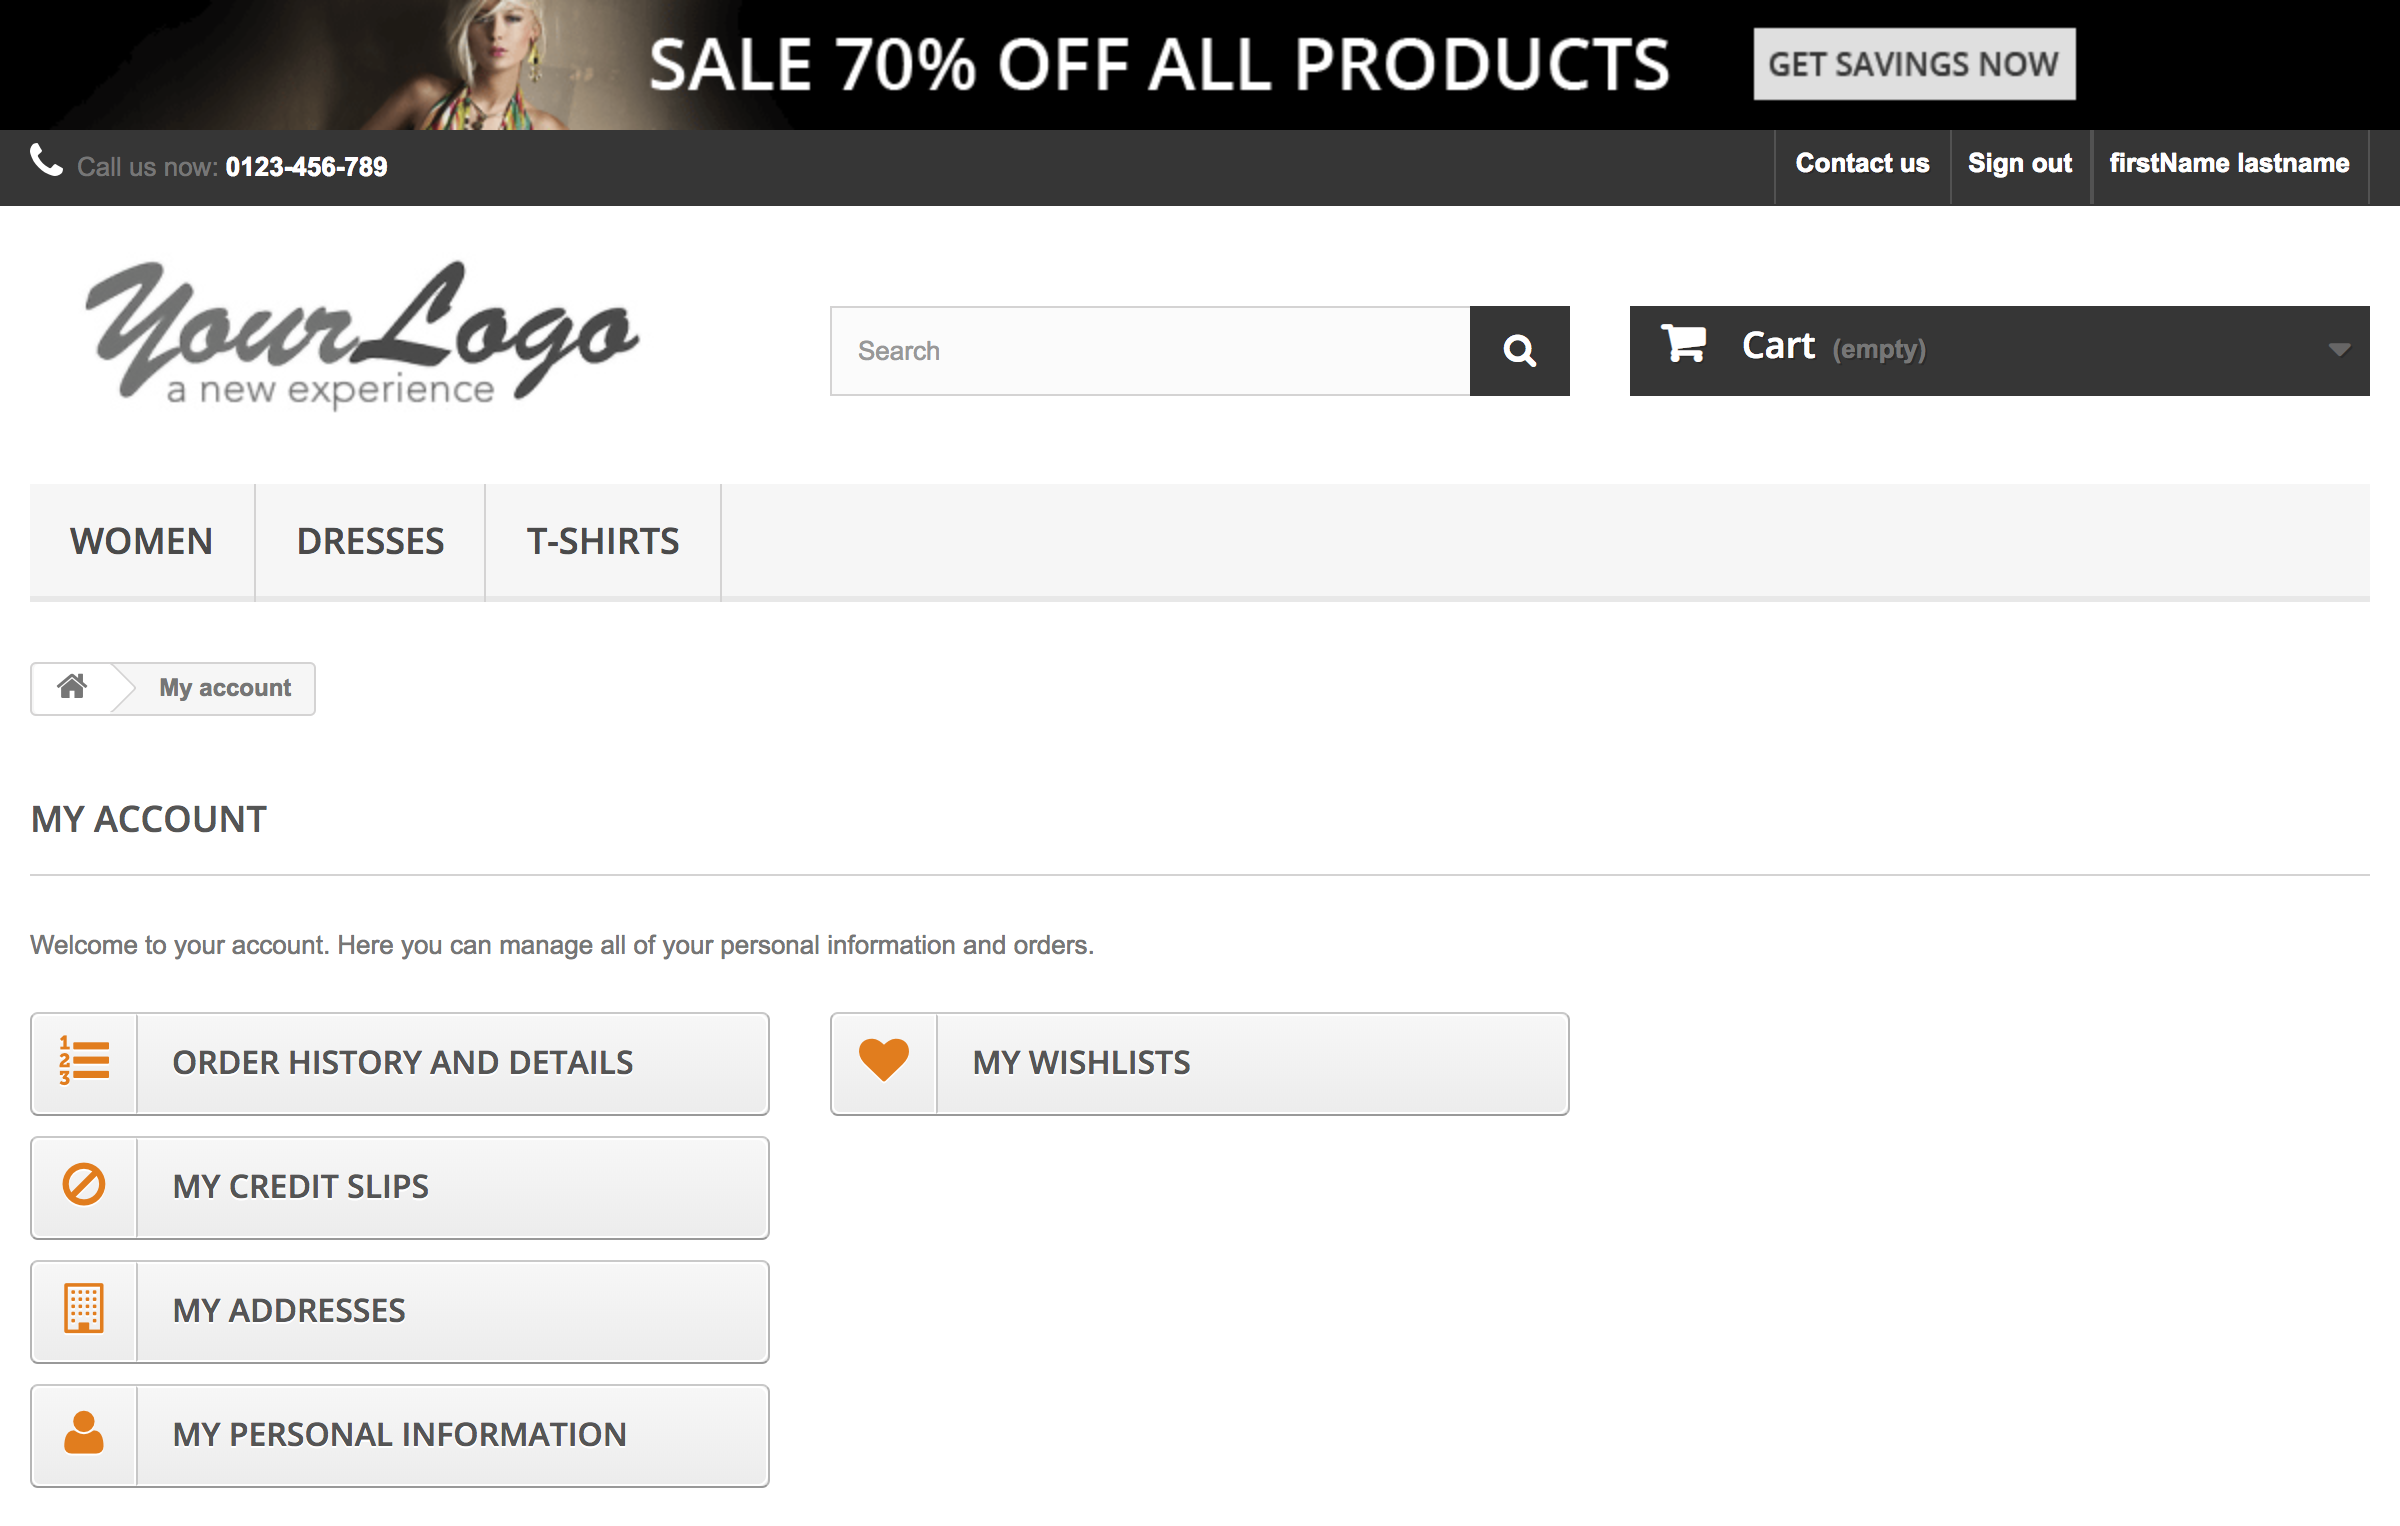 SALE 70% OFF ALL PRODUCTS GET SAVINGS NOW
Call us now: 0123-456-789 Contact us Sign out firstName lastname
YourLogo
a new experience
Search
Cart (empty)
WOMEN DRESSES T-SHIRTS
My account
MY ACCOUNT
Welcome to your account. Here you can manage all of your personal information and orders.
1
2
3
ORDER HISTORY AND DETAILS
MY WISHLISTS
MY CREDIT SLIPS
MY ADDRESSES
MY PERSONAL INFORMATION